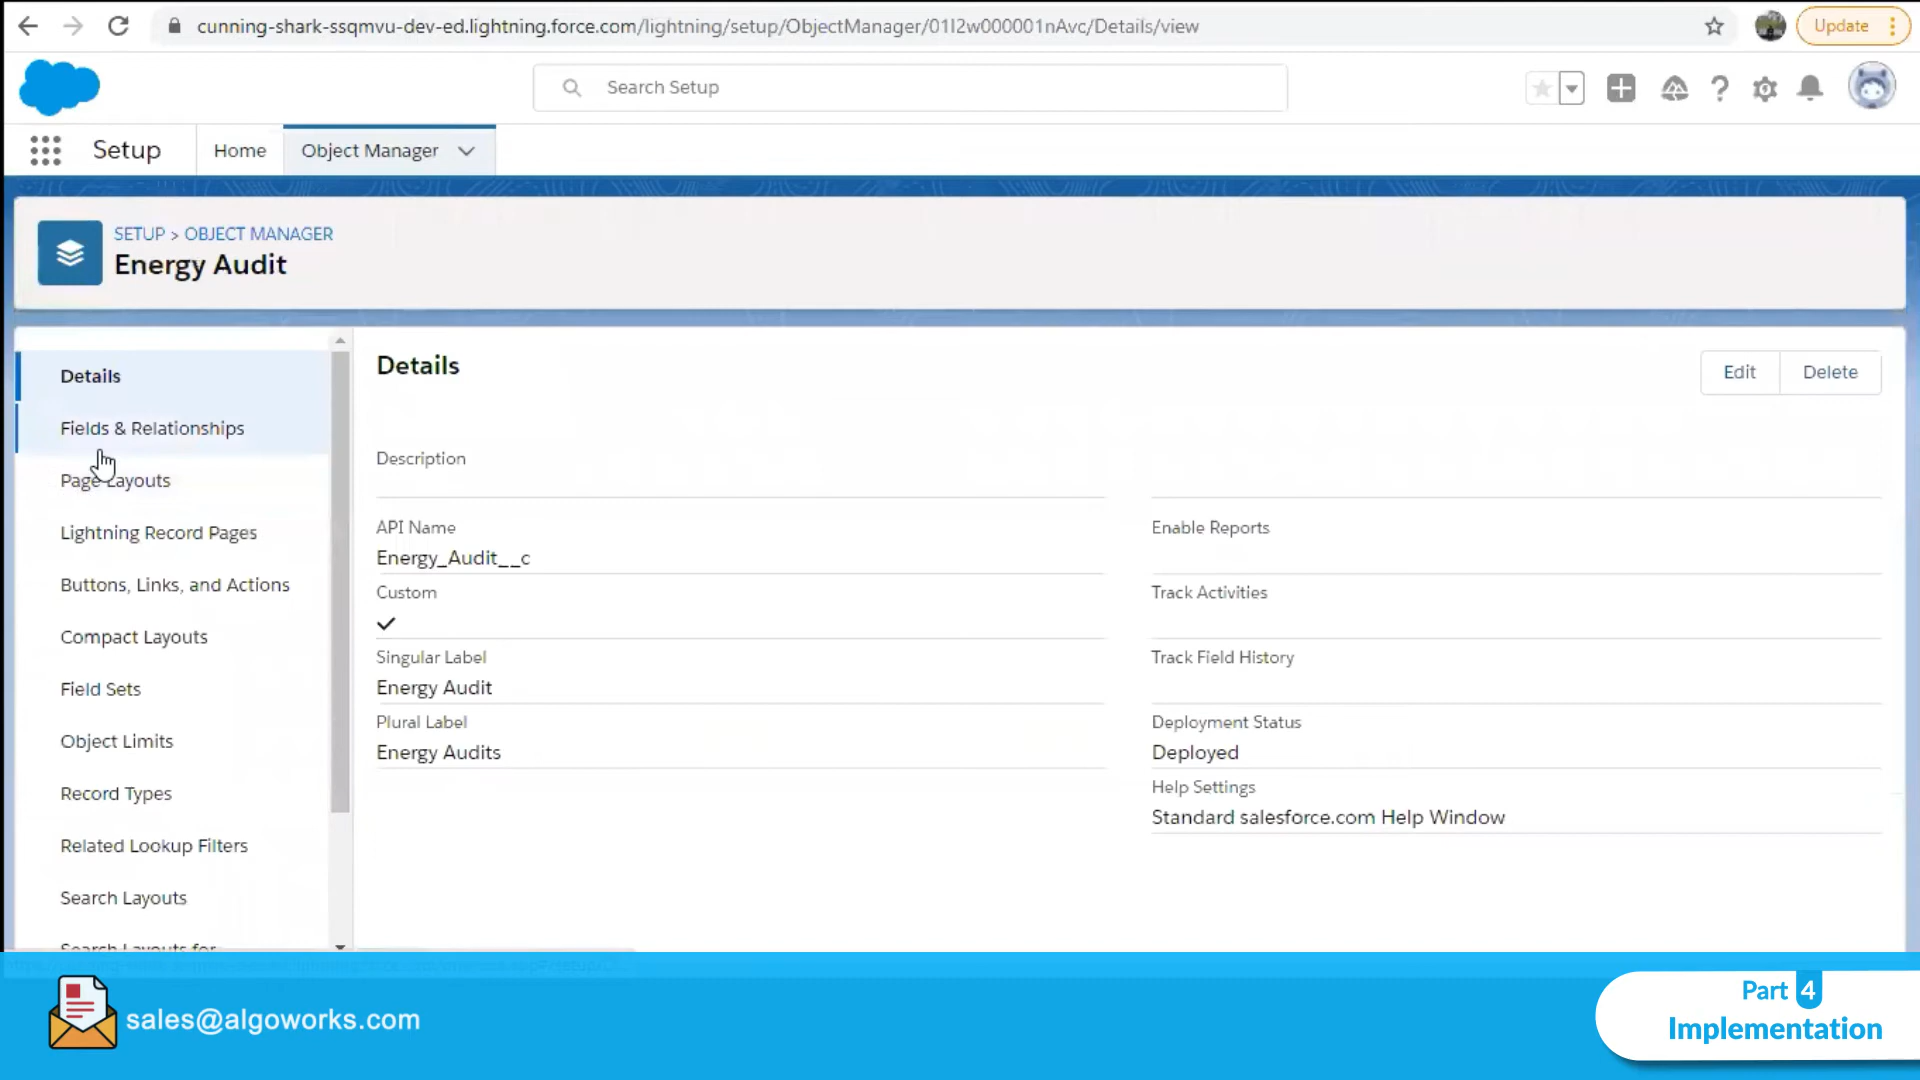 cunning-shark-ssqmvu-dev-ed.lightning.force.com/lightning/setup/ObjectManager/01I2w000001nAvc/Details/view
Update
Search Setup
Setup
Home
Object Manager
SETUP > OBJECT MANAGER
Energy Audit
Details
Fields & Relationships
Page Layouts
Lightning Record Pages
Buttons, Links, and Actions
Compact Layouts
Field Sets
Object Limits
Record Types
Related Lookup Filters
Search Layouts
Search Layouts for
Details
Edit
Delete
Description
API Name
Energy_Audit__c
Custom
Singular Label
Energy Audit
Plural Label
Energy Audits
Enable Reports
Track Activities
Track Field History
Deployment Status
Deployed
Help Settings
Standard salesforce.com Help Window
sales@algoworks.com
Part 4
Implementation